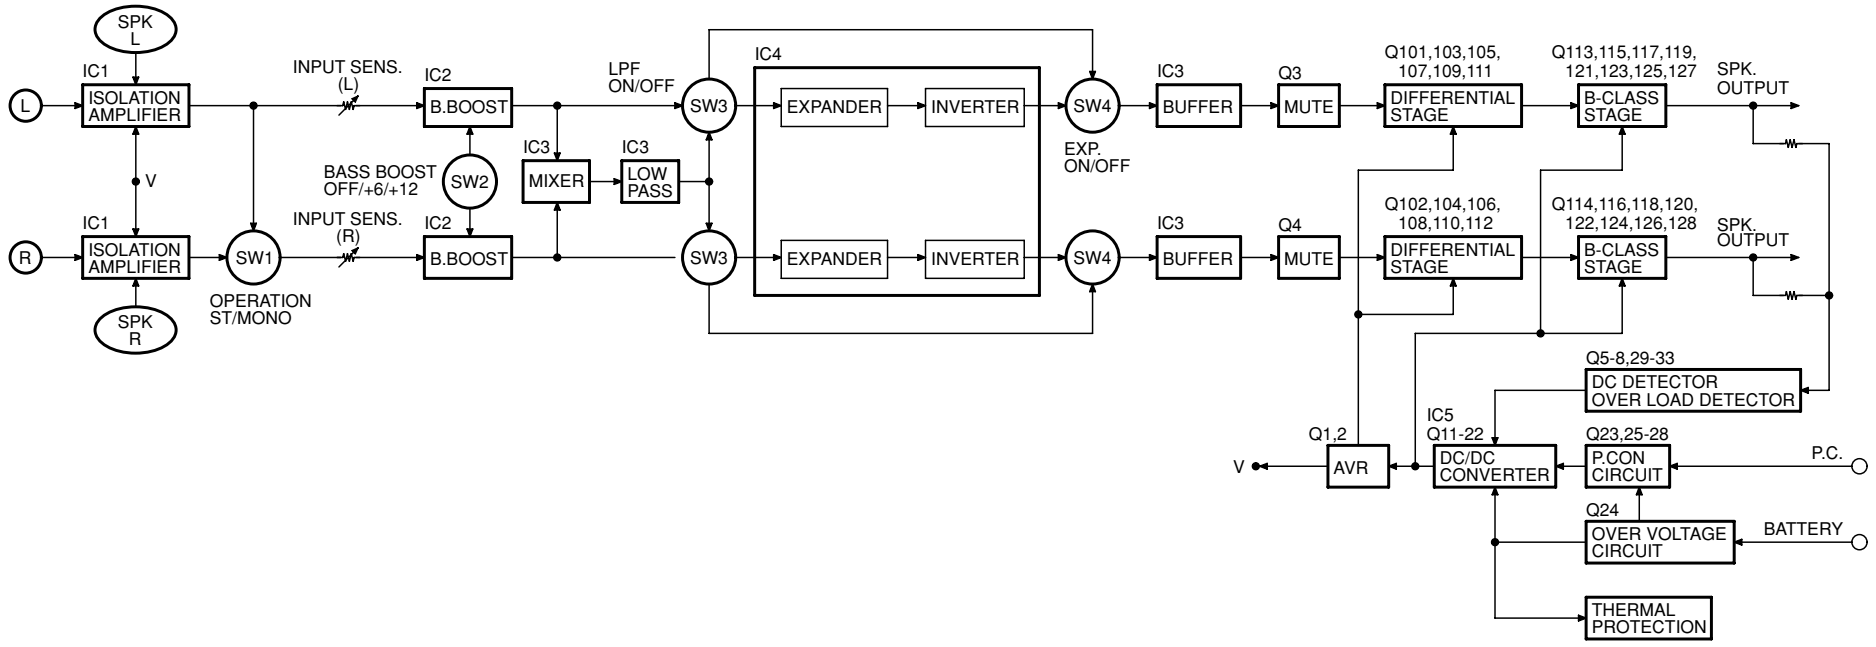 SPK
L
IC1
ISOLATION
AMPLIFIER
L
INPUT SENS.
(L)
IC2
B.BOOST
LPF
ON/OFF
SW3
IC4
EXPANDER
INVERTER
SW4
EXP.
ON/OFF
IC3
BUFFER
Q3
MUTE
Q101,103,105,
107,109,111
DIFFERENTIAL
STAGE
Q113,115,117,119,
121,123,125,127
B-CLASS
STAGE
SPK.
OUTPUT
V
BASS BOOST
OFF/+6/+12
SW2
IC3
MIXER
IC3
LOW
PASS
R
IC1
ISOLATION
AMPLIFIER
SPK
R
SW1
OPERATION
ST/MONO
INPUT SENS.
(R)
IC2
B.BOOST
SW3
EXPANDER
INVERTER
SW4
IC3
BUFFER
Q4
MUTE
Q102,104,106,
108,110,112
DIFFERENTIAL
STAGE
Q114,116,118,120,
122,124,126,128
B-CLASS
STAGE
SPK.
OUTPUT
Q5-8,29-33
DC DETECTOR
OVER LOAD DETECTOR
V
Q1,2
AVR
IC5
Q11-22
DC/DC
CONVERTER
Q23,25-28
P.CON
CIRCUIT
P.C.
Q24
OVER VOLTAGE
CIRCUIT
BATTERY
THERMAL
PROTECTION